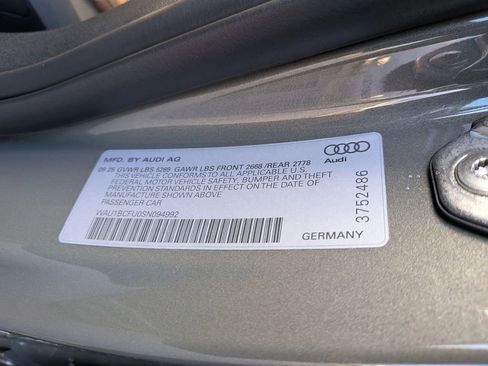 MFD. BY AUDI AG
09/25 GVWR LBS 5269 GAWR LBS FRONT 2668 /REAR 2778
THIS VEHICLE CONFORMS TO ALL APPLICABLE U.S.
FEDERAL MOTOR VEHICLE SAFETY, BUMPER AND THEFT
PREVENTION STANDARDS IN EFFECT ON THE DATE OF
MANUFACTURE SHOWN ABOVE.
PASSENGER CAR
WAU1BCFU0SN094992
Audi
3752486
GERMANY